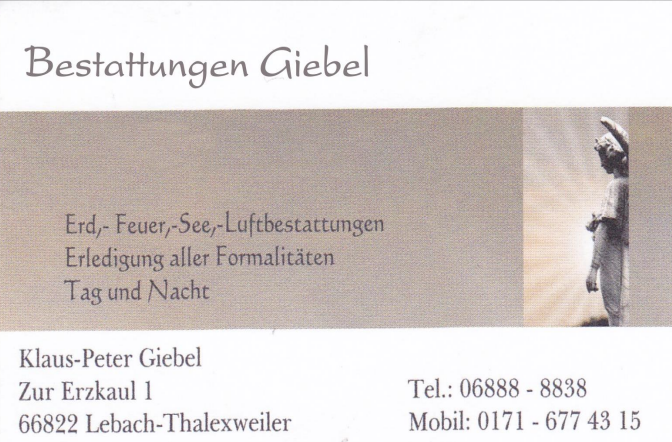 Bestattungen Giebel
Erd,- Feuer,-See,-Luftbestattungen
Erledigung aller Formalitäten
Tag und Nacht
Klaus-Peter Giebel
Zur Erzkaul 1
66822 Lebach-Thalexweiler
Tel.: 06888 - 8838
Mobil: 0171 - 677 43 15